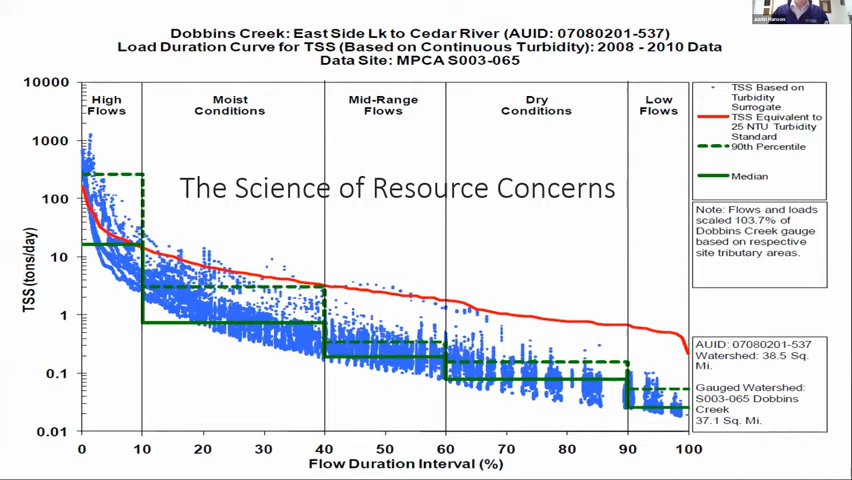 Justin Hanson
Dobbins Creek: East Side Lk to Cedar River (AUID: 07080201-537)
Load Duration Curve for TSS (Based on Continuous Turbidity): 2008 - 2010 Data
Data Site: MPCA S003-065
TSS (tons/day)
10000
1000
100
10
1
0.1
0.01
High
Flows
Moist
Conditions
Mid-Range
Flows
Dry
Conditions
Low
Flows
The Science of Resource Concerns
0 10 20 30 40 50 60 70 80 90 100
Flow Duration Interval (%)
TSS Based on
Turbidity
Surrogate
TSS Equivalent to
25 NTU Turbidity
Standard
90th Percentile
Median
Note: Flows and loads
scaled 103.7% of
Dobbins Creek gauge
based on respective
site tributary areas.
AUID: 07080201-537
Watershed: 38.5 Sq.
Mi.
Gauged Watershed:
S003-065 Dobbins
Creek
37.1 Sq. Mi.